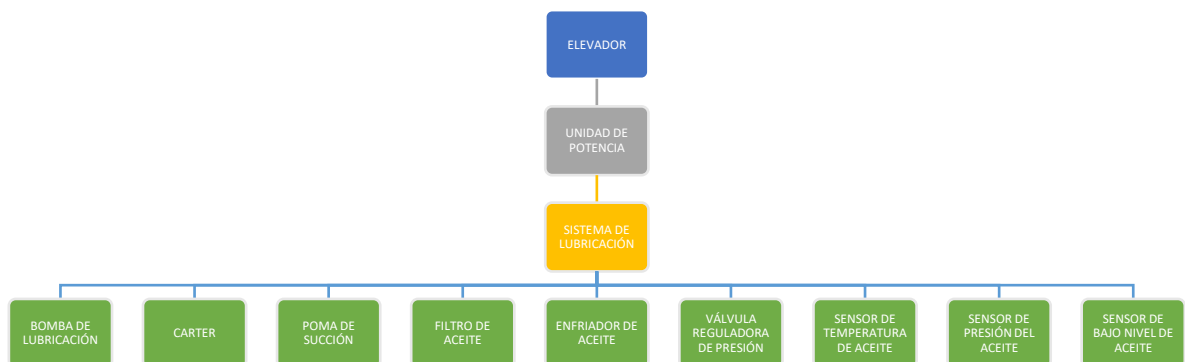 ELEVADOR
UNIDAD DE
POTENCIA
SISTEMA DE
LUBRICACIÓN
BOMBA DE
LUBRICACIÓN
CARTER
POMA DE
SUCCIÓN
FILTRO DE
ACEITE
ENFRIADOR DE
ACEITE
VÁLVULA
REGULADORA
DE PRESIÓN
SENSOR DE
TEMPERATURA
DE ACEITE
SENSOR DE
PRESIÓN DEL
ACEITE
SENSOR DE
BAJO NIVEL DE
ACEITE